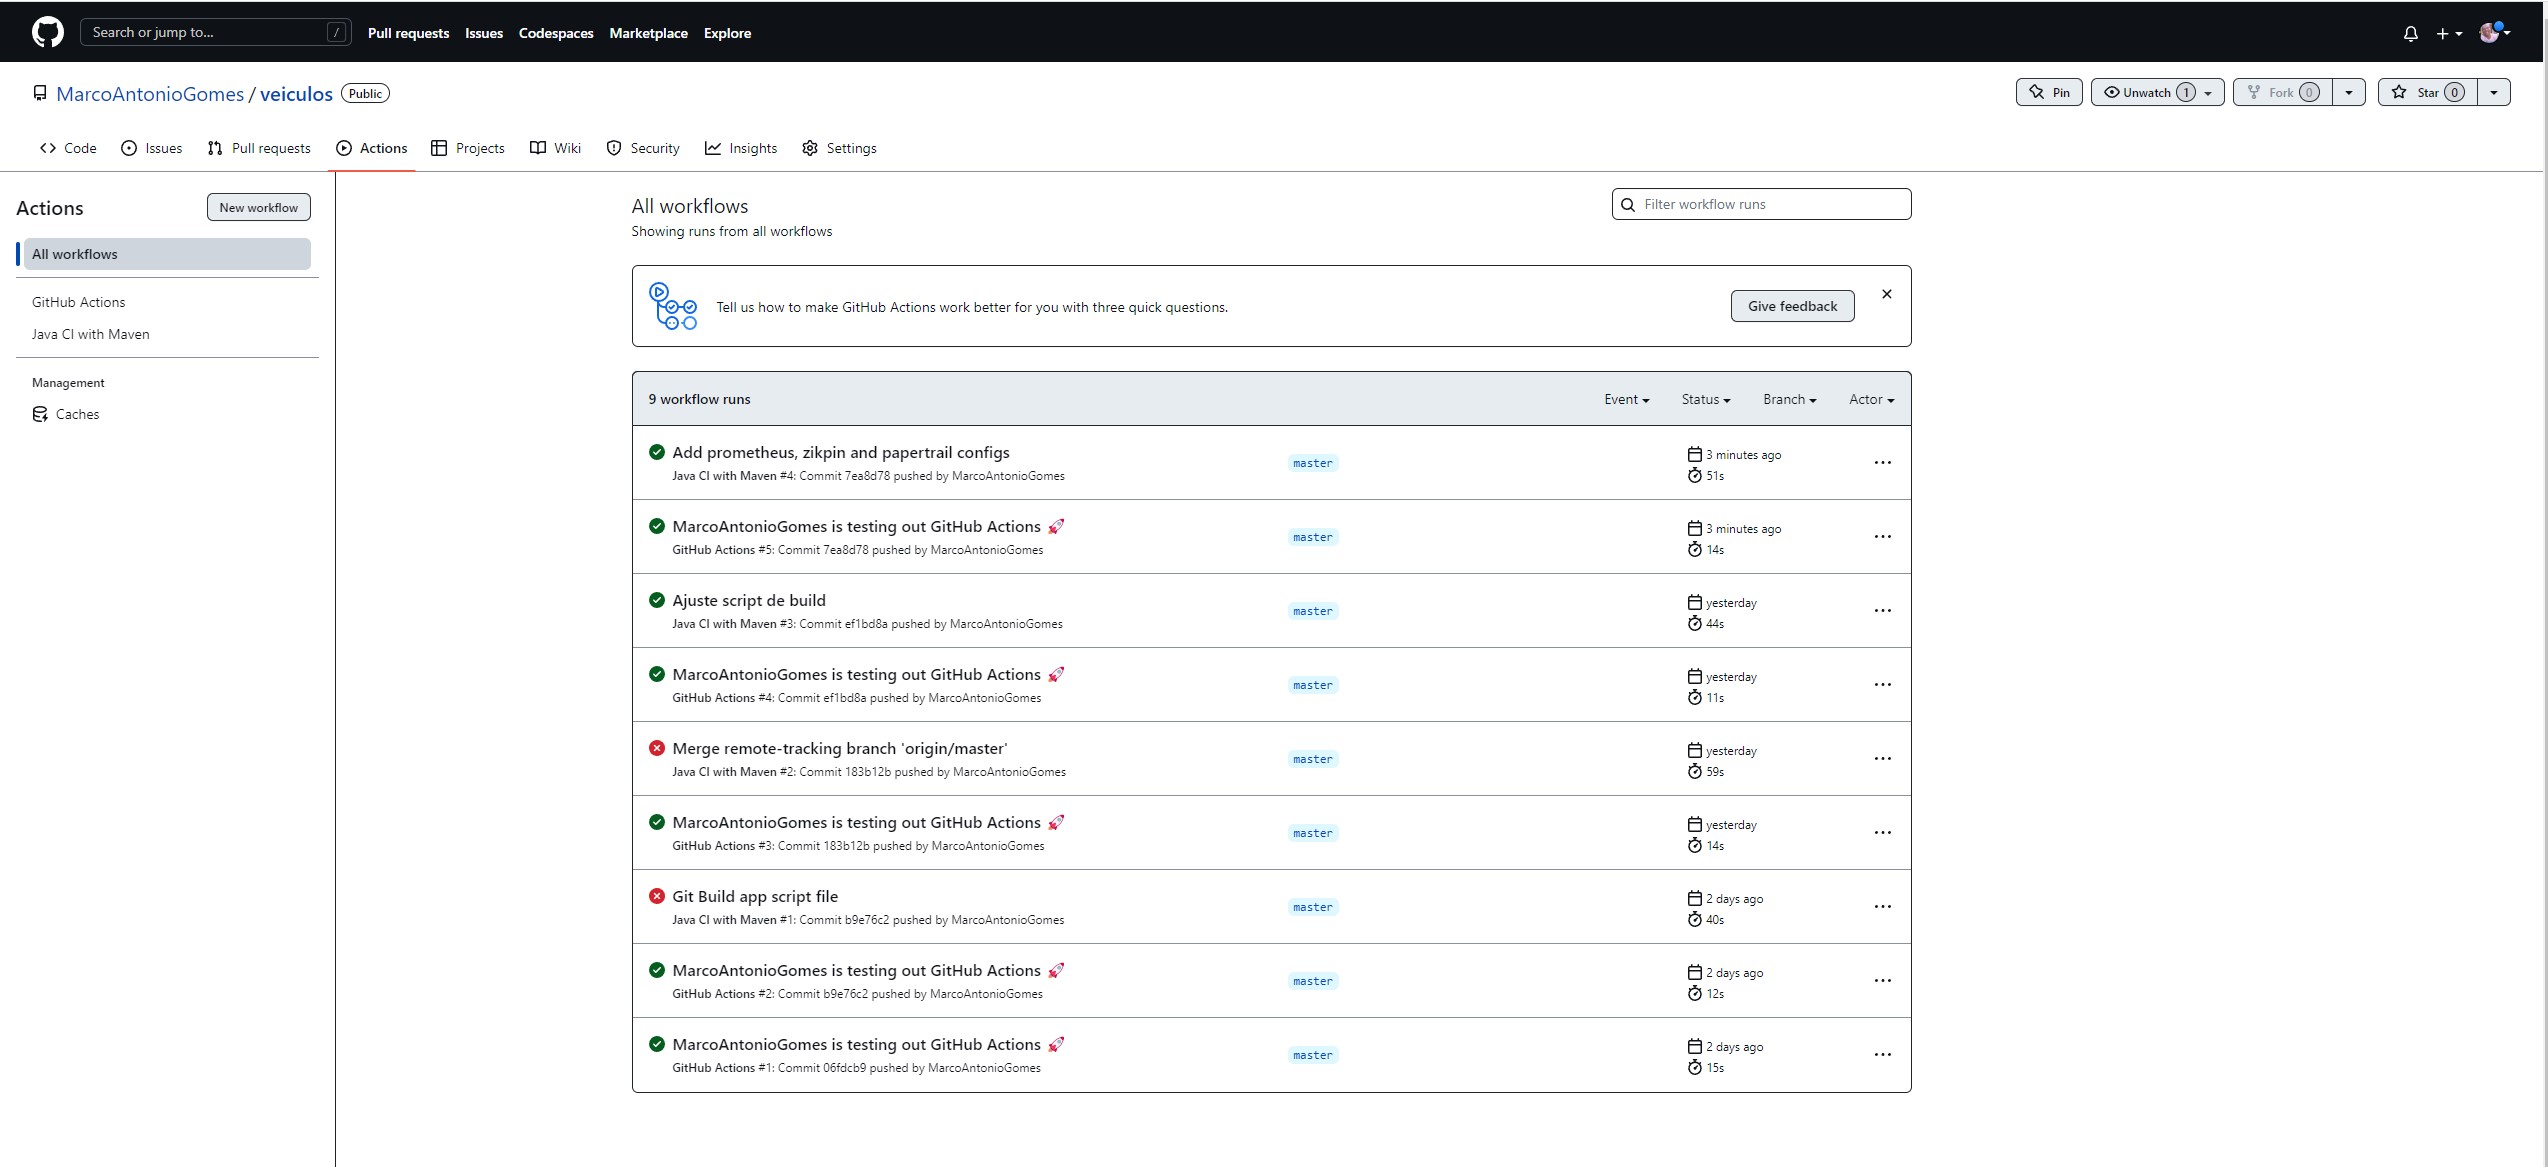 Search or jump to... /
Pull requests Issues Codespaces Marketplace Explore
MarcoAntonioGomes / veiculos Public
Pin Unwatch 1 Fork 0 Star 0
Code Issues Pull requests Actions Projects Wiki Security Insights Settings
Actions New workflow
All workflows
GitHub Actions
Java CI with Maven
Management
Caches
All workflows
Showing runs from all workflows
Filter workflow runs
Tell us how to make GitHub Actions work better for you with three quick questions.
Give feedback
9 workflow runs Event Status Branch Actor
Add prometheus, zikpin and papertrail configs
Java CI with Maven #4: Commit 7ea8d78 pushed by MarcoAntonioGomes
master
3 minutes ago
51s
MarcoAntonioGomes is testing out GitHub Actions 🚀
GitHub Actions #5: Commit 7ea8d78 pushed by MarcoAntonioGomes
master
3 minutes ago
14s
Ajuste script de build
Java CI with Maven #3: Commit ef1bd8a pushed by MarcoAntonioGomes
master
yesterday
44s
MarcoAntonioGomes is testing out GitHub Actions 🚀
GitHub Actions #4: Commit ef1bd8a pushed by MarcoAntonioGomes
master
yesterday
11s
Merge remote-tracking branch 'origin/master'
Java CI with Maven #2: Commit 183b12b pushed by MarcoAntonioGomes
master
yesterday
59s
MarcoAntonioGomes is testing out GitHub Actions 🚀
GitHub Actions #3: Commit 183b12b pushed by MarcoAntonioGomes
master
yesterday
14s
Git Build app script file
Java CI with Maven #1: Commit b9e76c2 pushed by MarcoAntonioGomes
master
2 days ago
40s
MarcoAntonioGomes is testing out GitHub Actions 🚀
GitHub Actions #2: Commit b9e76c2 pushed by MarcoAntonioGomes
master
2 days ago
12s
MarcoAntonioGomes is testing out GitHub Actions 🚀
GitHub Actions #1: Commit 06fdcb9 pushed by MarcoAntonioGomes
master
2 days ago
15s